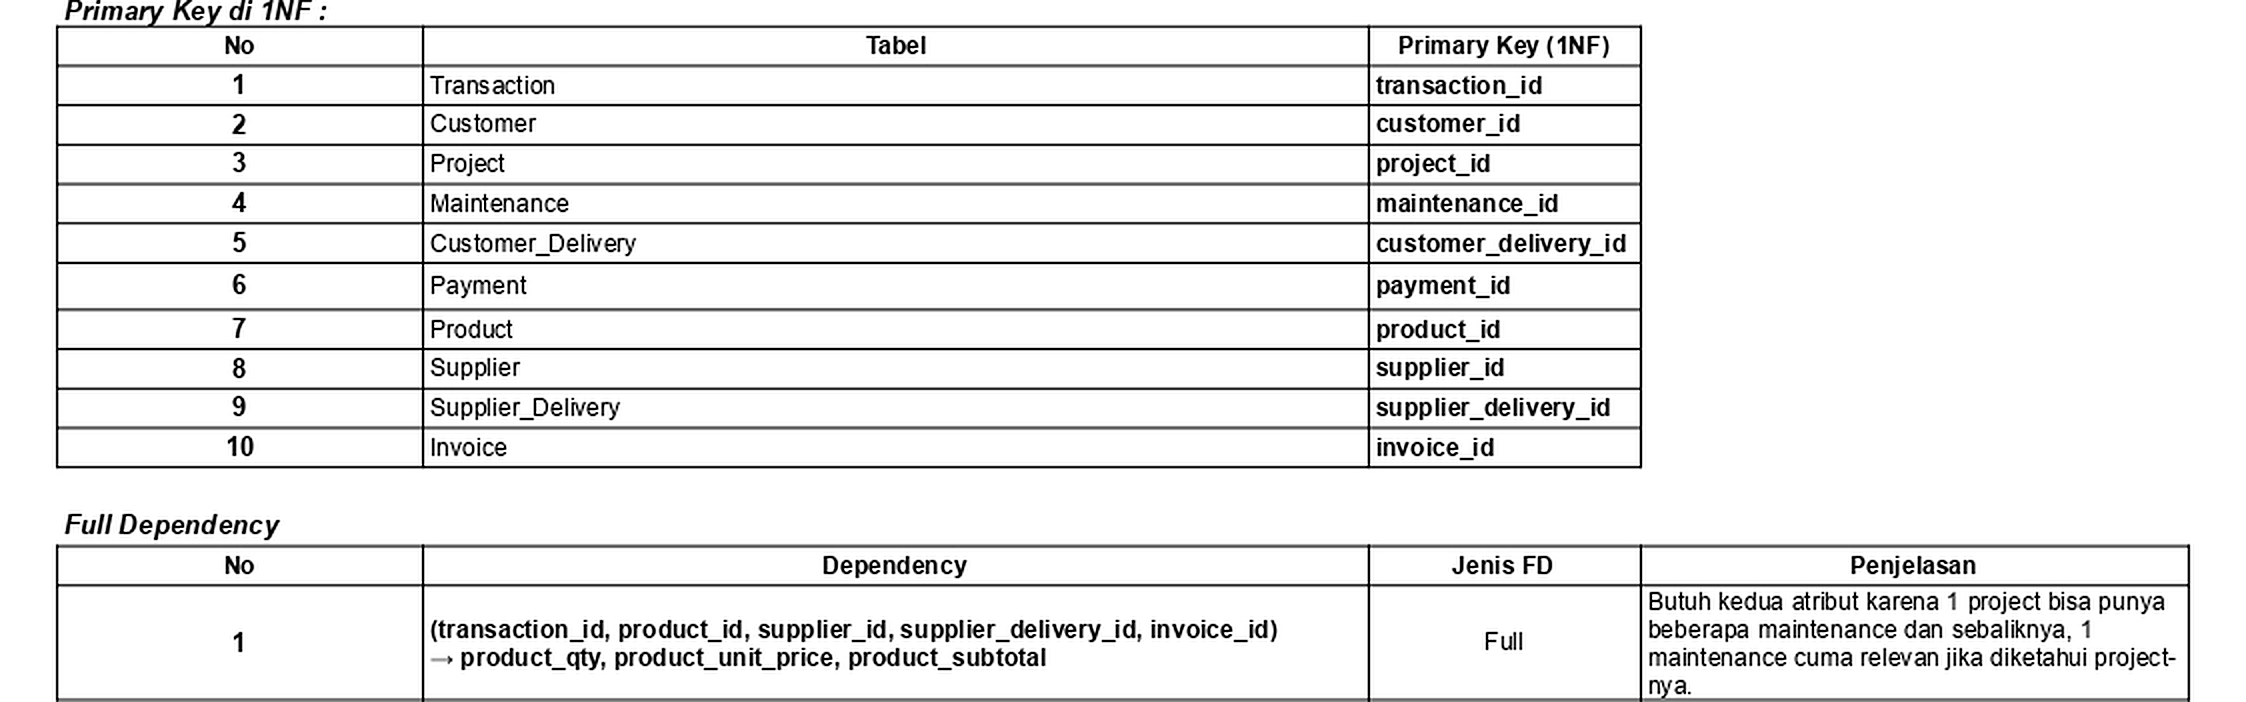 Primary Key di 1NF :
No Tabel Primary Key (1NF)
1 Transaction transaction_id
2 Customer customer_id
3 Project project_id
4 Maintenance maintenance_id
5 Customer_Delivery customer_delivery_id
6 Payment payment_id
7 Product product_id
8 Supplier supplier_id
9 Supplier_Delivery supplier_delivery_id
10 Invoice invoice_id
Full Dependency
No Dependency Jenis FD Penjelasan
1
(transaction_id, product_id, supplier_id, supplier_delivery_id, invoice_id)
→ product_qty, product_unit_price, product_subtotal
Full
Butuh kedua atribut karena 1 project bisa punya
beberapa maintenance dan sebaliknya, 1
maintenance cuma relevan jika diketahui project-
nya.